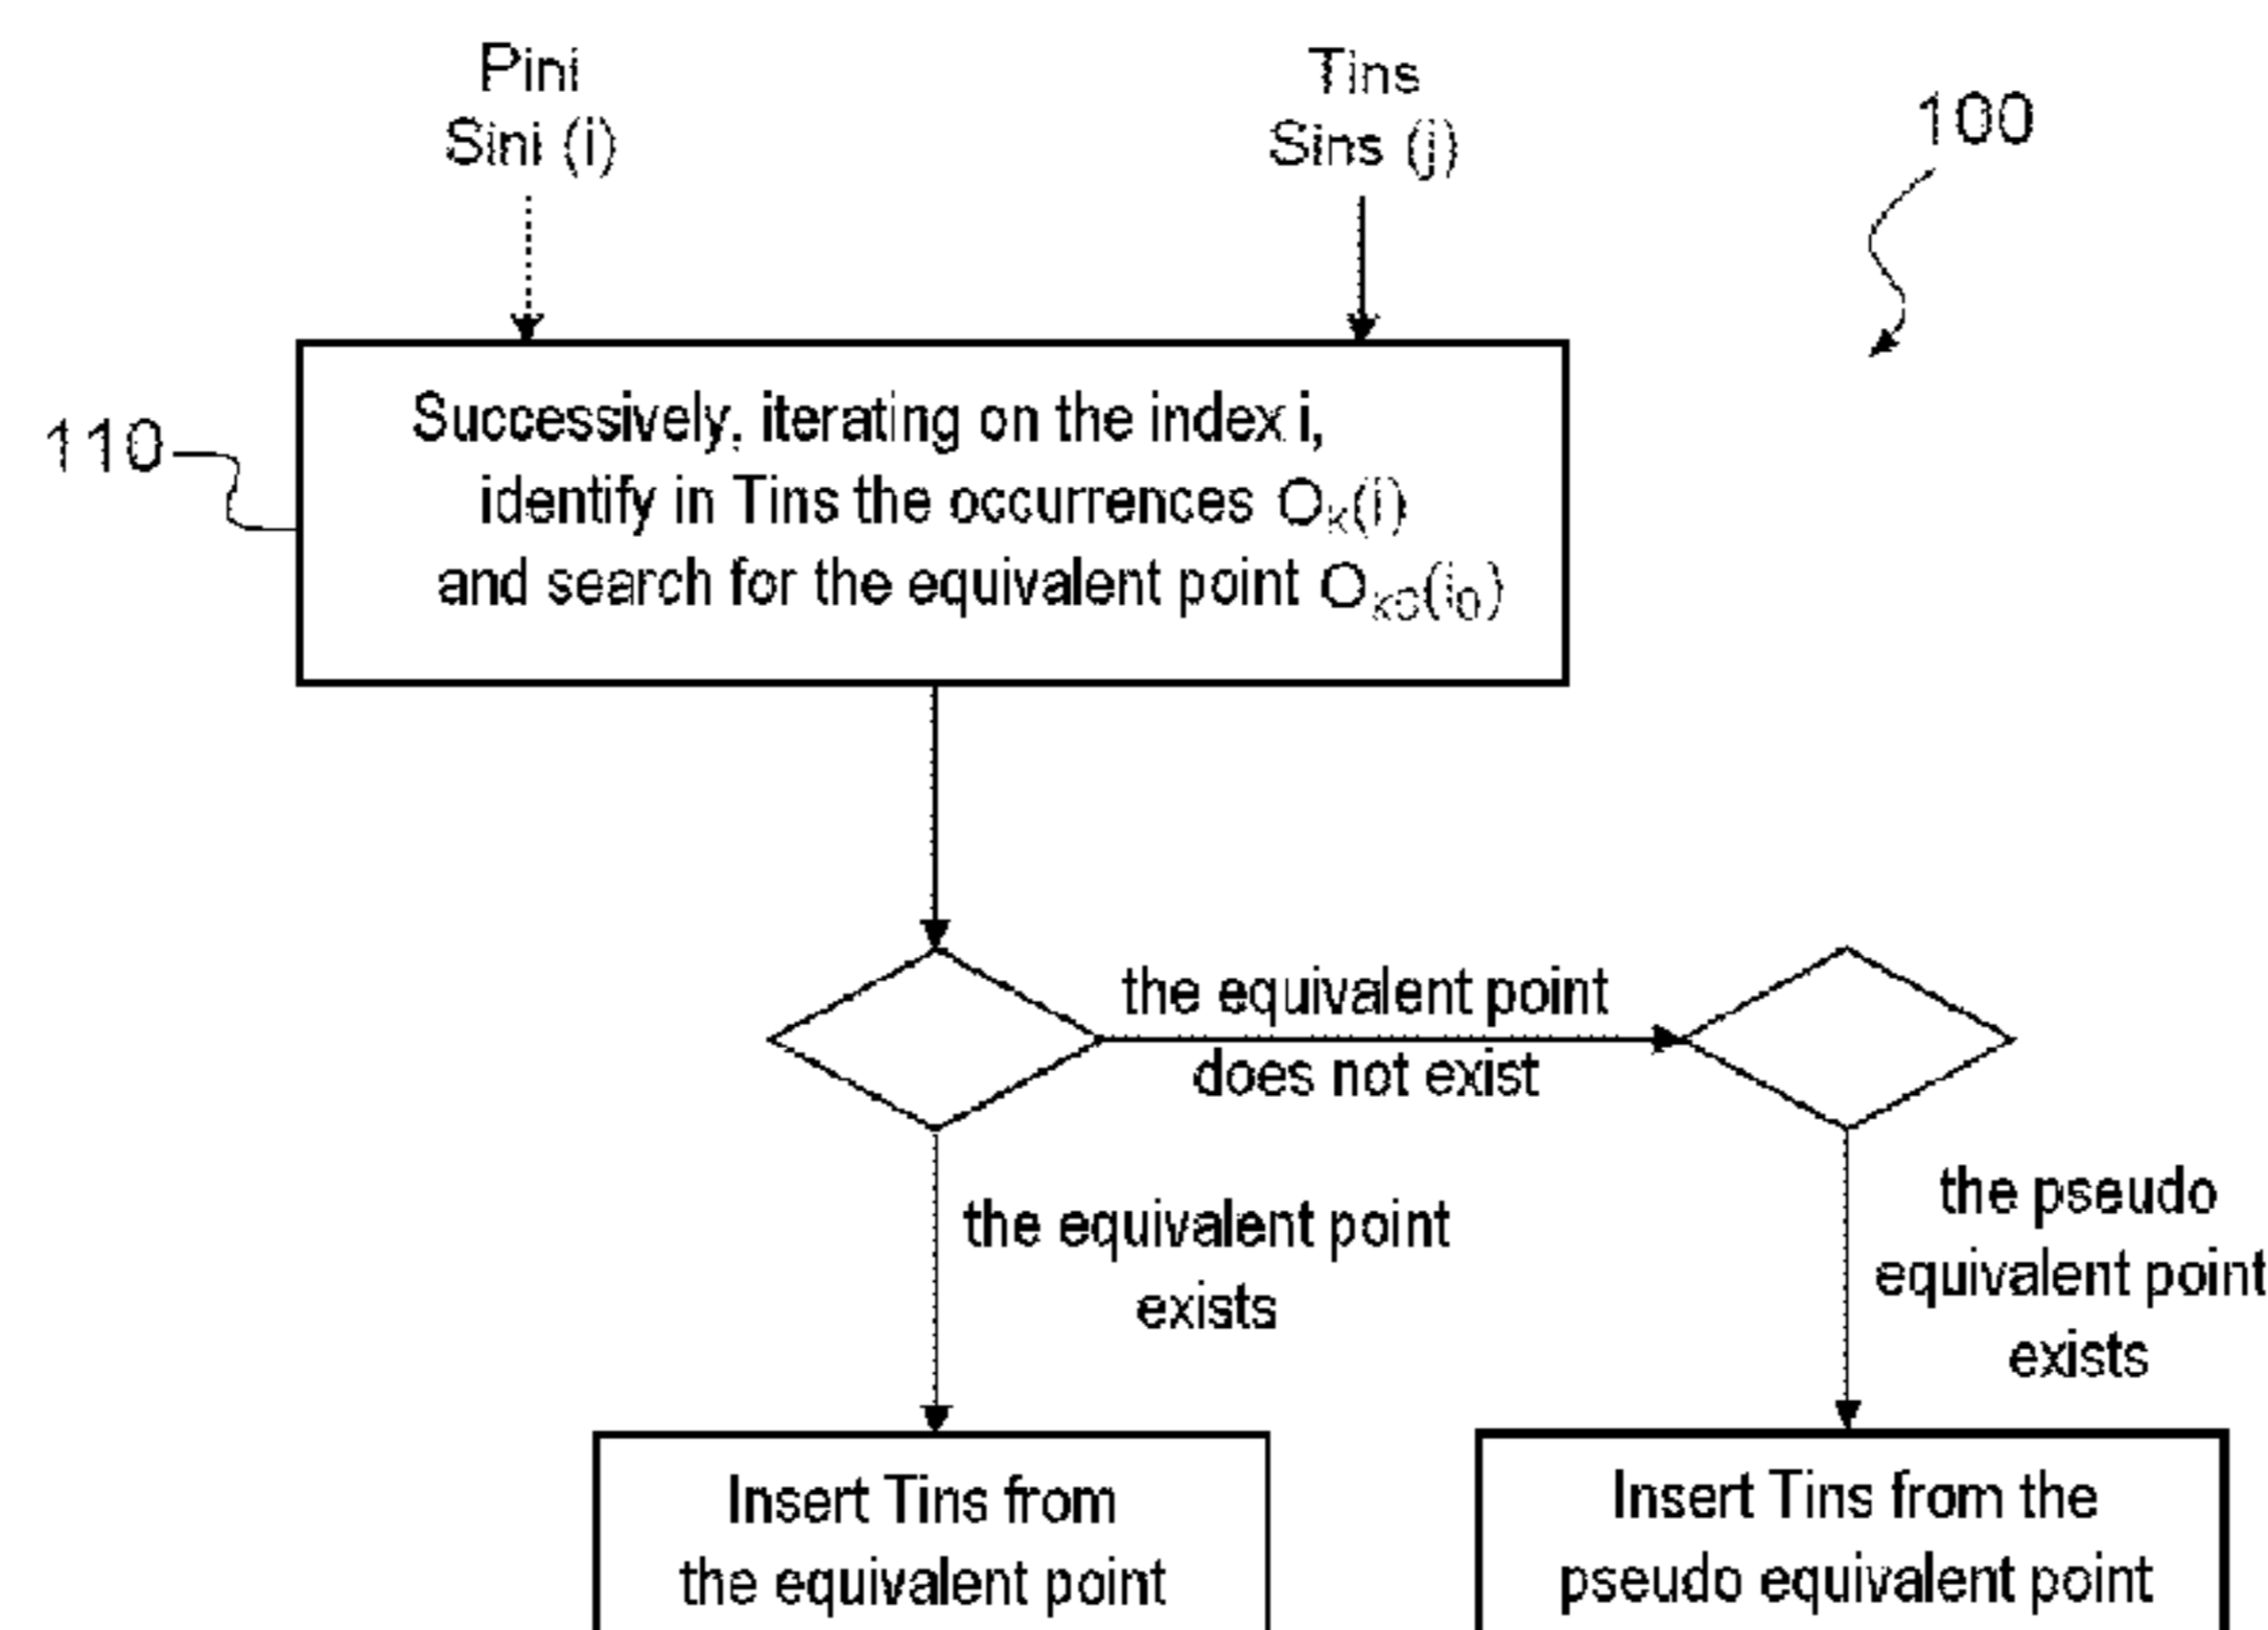 Pini
Sini (i)
Tins
Sins (j)
100
110
Successively, iterating on the index i,
identify in Tins the occurrences Ok(i)
and search for the equivalent point Ok0(i0)
the equivalent point
does not exist
the equivalent point
exists
the pseudo
equivalent point
exists
Insert Tins from
the equivalent point
Insert Tins from the
pseudo equivalent point